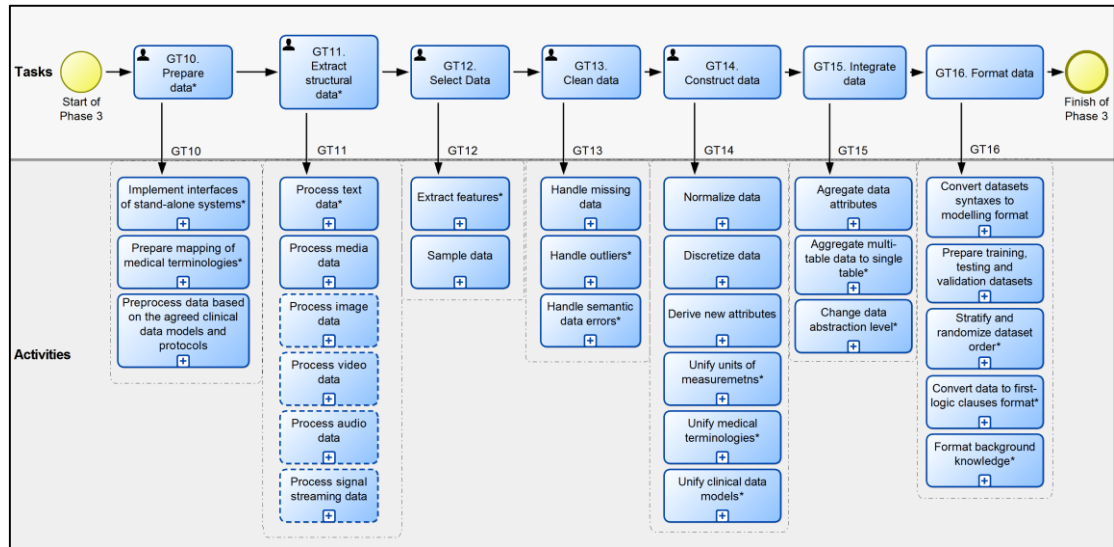 Tasks
Start of
Phase 3
GT10.
Prepare
data*
GT11.
Extract
structural
data*
GT12.
Select Data
GT13.
Clean data
GT14.
Construct data
GT15. Integrate
data
GT16. Format data
Finish of
Phase 3
GT10
GT11
GT12
GT13
GT14
GT15
GT16
Activities
Implement interfaces
of stand-alone systems*
Prepare mapping of
medical terminologies*
Preprocess data based
on the agreed clinical
data models and
protocols
Process text
data*
Process media
data
Process image
data
Process video
data
Process audio
data
Process signal
streaming data
Extract features*
Sample data
Handle missing
data
Handle outliers*
Handle semantic
data errors*
Normalize data
Discretize data
Derive new attributes
Unify units of
measuremetns*
Unify medical
terminologies*
Unify clinical data
models*
Agregate data
attributes
Aggregate multi-
table data to single
table*
Change data
abstraction level*
Convert datasets
syntaxes to
modelling format
Prepare training,
testing and
validation datasets
Stratify and
randomize dataset
order*
Convert data to first-
logic clauses format*
Format background
knowledge*